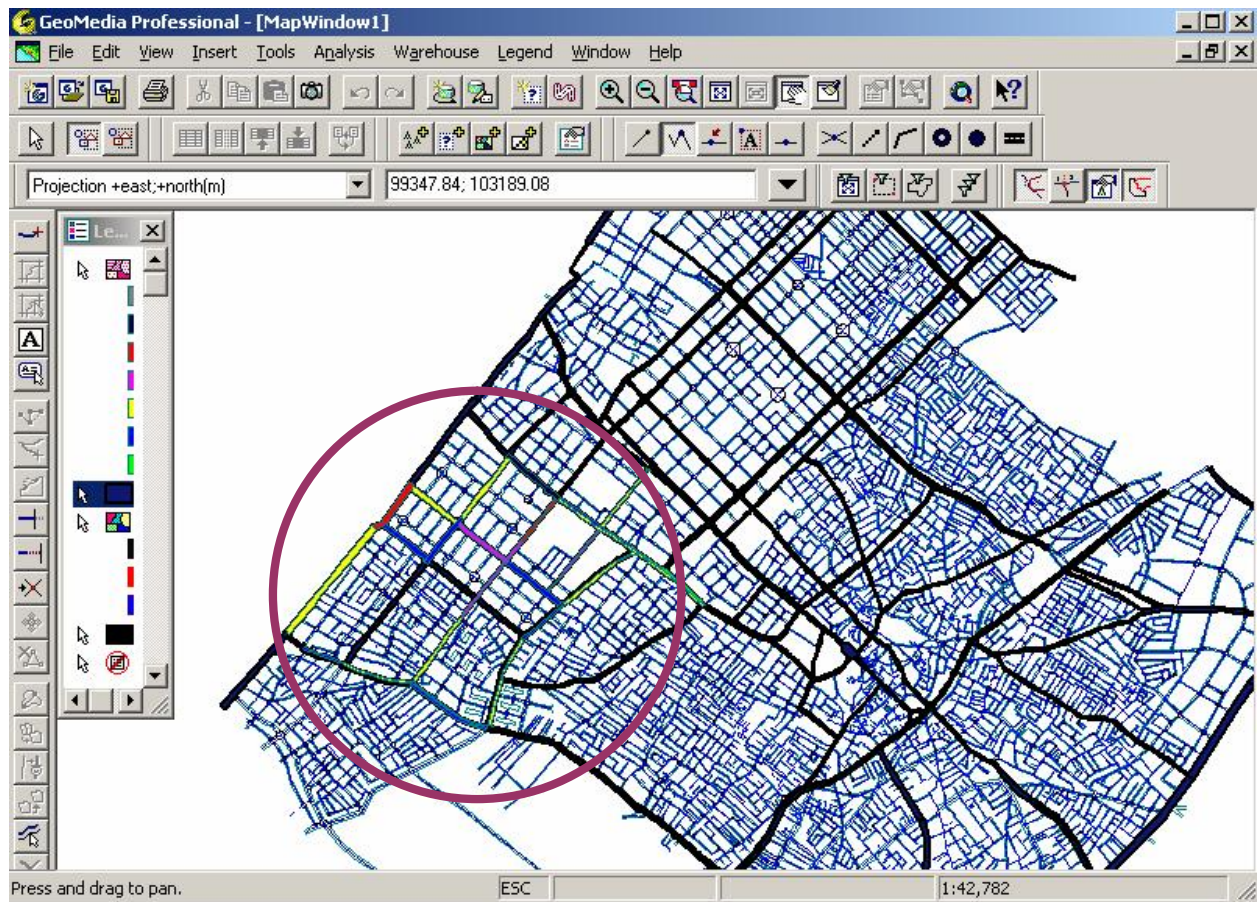 GeoMedia Professional - [MapWindow1]
File Edit View Insert Tools Analysis Warehouse Legend Window Help
Projection +east;+north(m) 99347.84; 103189.08
Le...
Press and drag to pan. ESC 1:42,782